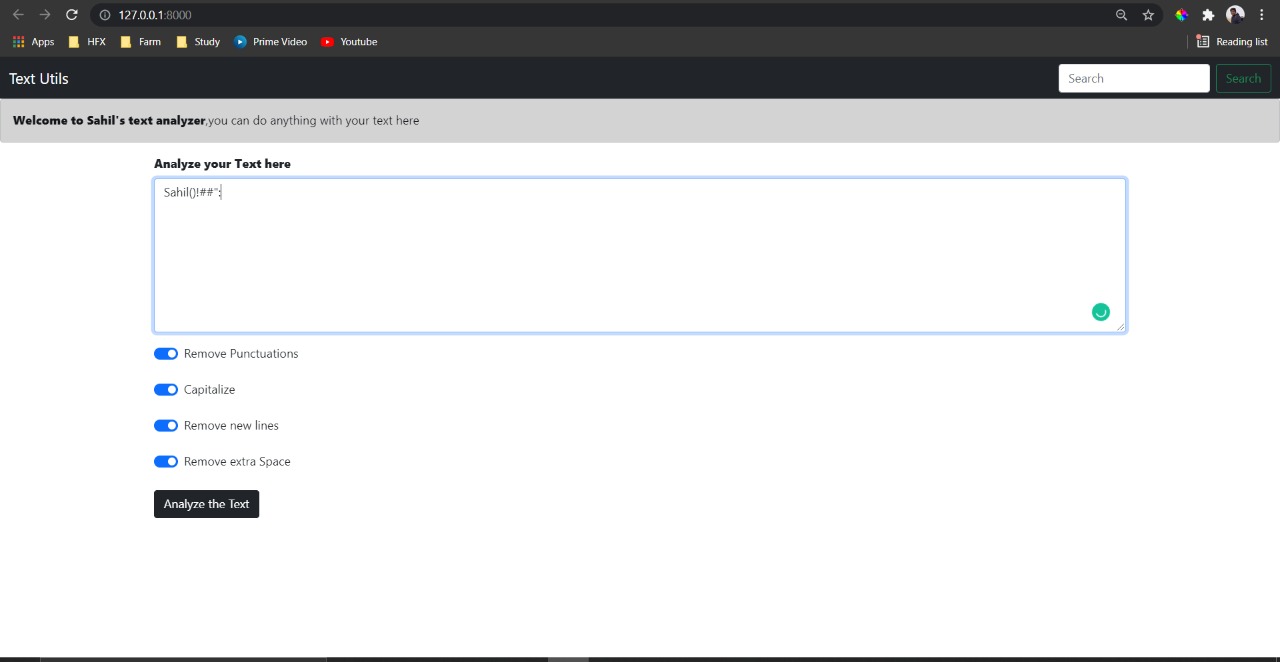 127.0.0.1:8000
Apps HFX Farm Study Prime Video Youtube Reading list
Text Utils Search Search
Welcome to Sahil's text analyzer,you can do anything with your text here
Analyze your Text here
Sahil()!##":
Remove Punctuations
Capitalize
Remove new lines
Remove extra Space
Analyze the Text